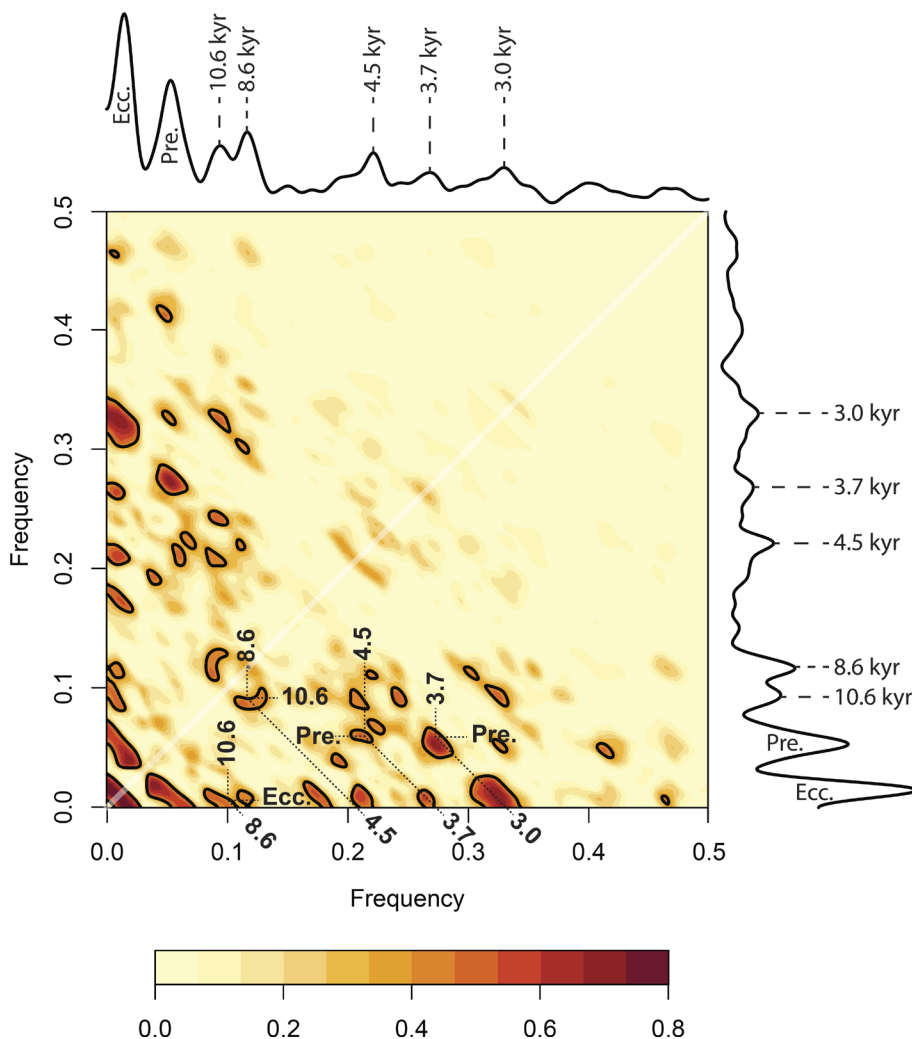 Ecc.
Pre.
10.6 kyr
8.6 kyr
4.5 kyr
3.7 kyr
3.0 kyr
0.5
0.4
0.3
0.2
0.1
0.0
Frequency
3.0 kyr
3.7 kyr
4.5 kyr
8.6 kyr
10.6 kyr
Pre.
Ecc.
8.6
4.5
10.6
3.7
Pre.
Pre.
10.6
Ecc.
8.6
4.5
3.7
3.0
0.0 0.1 0.2 0.3 0.4 0.5
Frequency
0.0 0.2 0.4 0.6 0.8